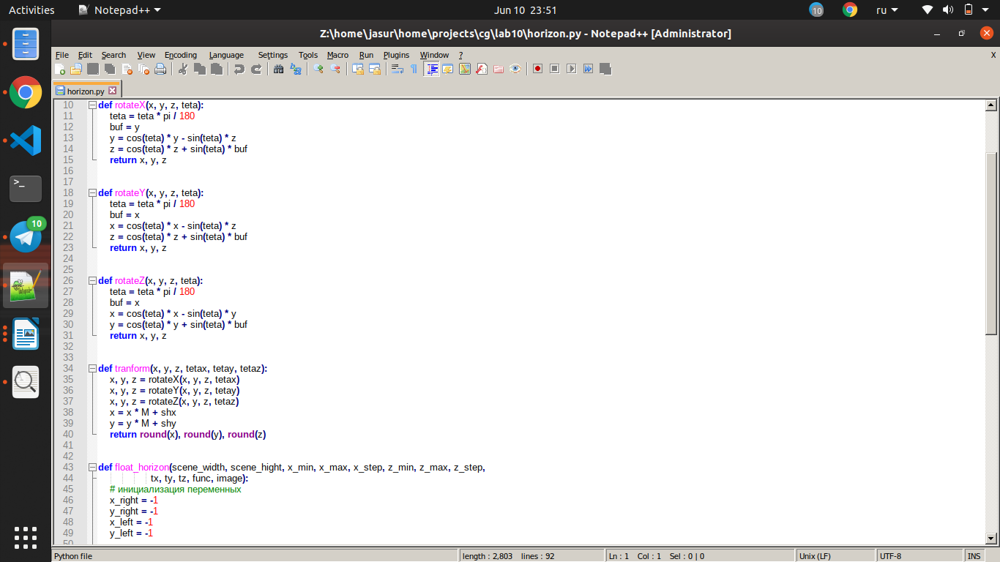 Activities Notepad++ Jun 10 23:51 10 ru
Z:\home\jasur\home\projects\cg\lab10\horizon.py - Notepad++ [Administrator]
File Edit Search View Encoding Language Settings Tools Macro Run Plugins Window ? X
horizon.py
10 def rotateX(x, y, z, teta):
11 teta = teta * pi / 180
12 buf = y
13 y = cos(teta) * y - sin(teta) * z
14 z = cos(teta) * z + sin(teta) * buf
15 return x, y, z
16
17
18 def rotateY(x, y, z, teta):
19 teta = teta * pi / 180
20 buf = x
21 x = cos(teta) * x - sin(teta) * z
22 z = cos(teta) * z + sin(teta) * buf
23 return x, y, z
24
25
26 def rotateZ(x, y, z, teta):
27 teta = teta * pi / 180
28 buf = x
29 x = cos(teta) * x - sin(teta) * y
30 y = cos(teta) * y + sin(teta) * buf
31 return x, y, z
32
33
34 def tranform(x, y, z, tetax, tetay, tetaz):
35 x, y, z = rotateX(x, y, z, tetax)
36 x, y, z = rotateY(x, y, z, tetay)
37 x, y, z = rotateZ(x, y, z, tetaz)
38 x = x * M + shx
39 y = y * M + shy
40 return round(x), round(y), round(z)
41
42
43 def float_horizon(scene_width, scene_hight, x_min, x_max, x_step, z_min, z_max, z_step,
44 tx, ty, tz, func, image):
45 # инициализация переменных
46 x_right = -1
47 y_right = -1
48 x_left = -1
49 y_left = -1
50
>_
10
Python file length : 2,803 lines : 92 Ln : 1 Col : 1 Sel : 0 | 0 Unix (LF) UTF-8 INS